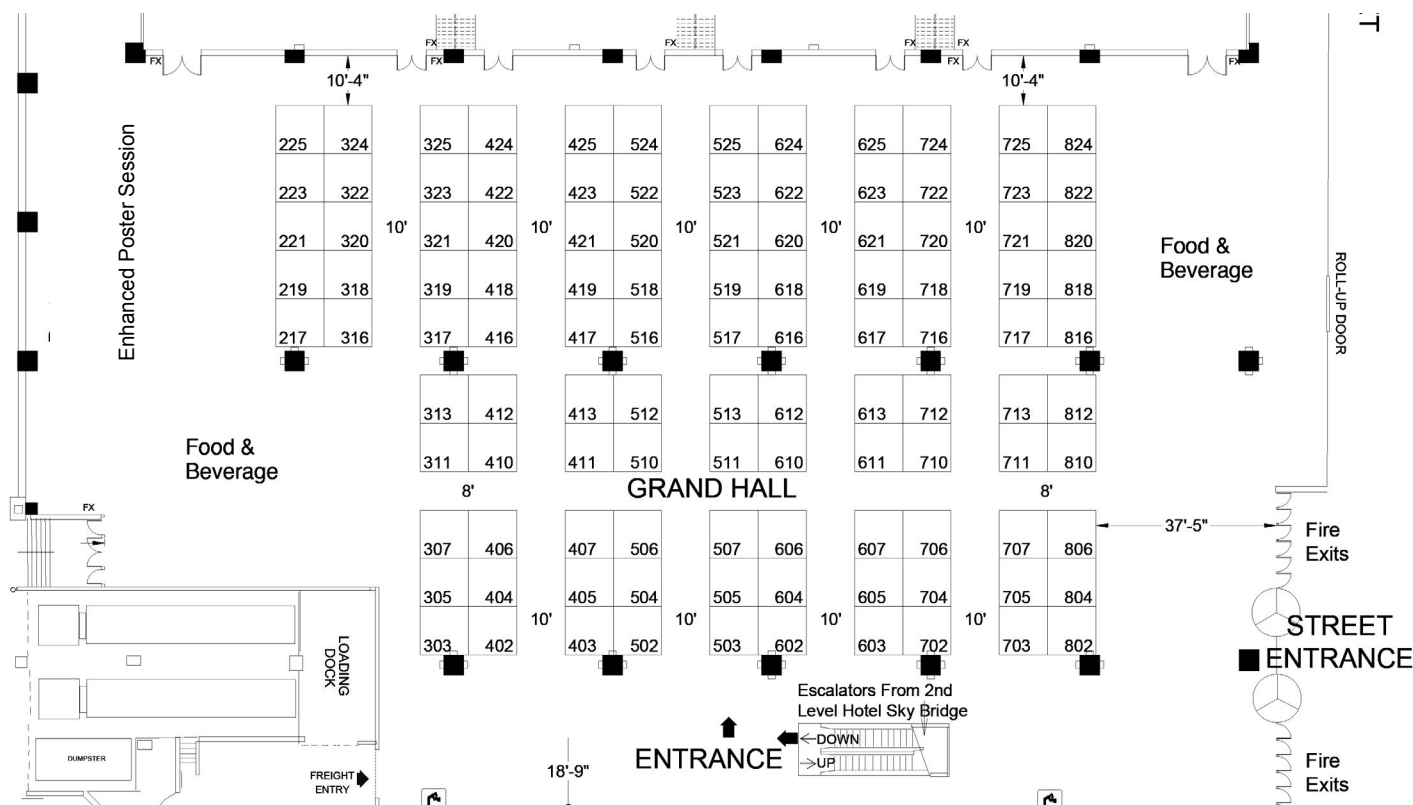 FX
FX
FX
FX
FX
FX
FX
10'-4"
10'-4"
Enhanced Poster Session
225 324 325 424 425 524 525 624 625 724 725 824
223 322 323 422 423 522 523 622 623 722 723 822
10' 10' 10' 10' 10'
221 320 321 420 421 520 521 620 621 720 721 820
Food &
Beverage
ROLL-UP DOOR
219 318 319 418 419 518 519 618 619 718 719 818
217 316 317 416 417 516 517 616 617 716 717 816
313 412 413 512 513 612 613 712 713 812
Food &
Beverage
311 410 411 510 511 610 611 710 711 810
8' GRAND HALL 8'
FX
37'-5"
Fire
Exits
307 406 407 506 507 606 607 706 707 806
305 404 405 504 505 604 605 704 705 804
10' 10' 10' 10'
303 402 403 502 503 602 603 702 703 802
STREET
ENTRANCE
LOADING
DOCK
Escalators From 2nd
Level Hotel Sky Bridge
DOWN
UP
ENTRANCE
DUMPSTER
FREIGHT
ENTRY
18'-9"
Fire
Exits